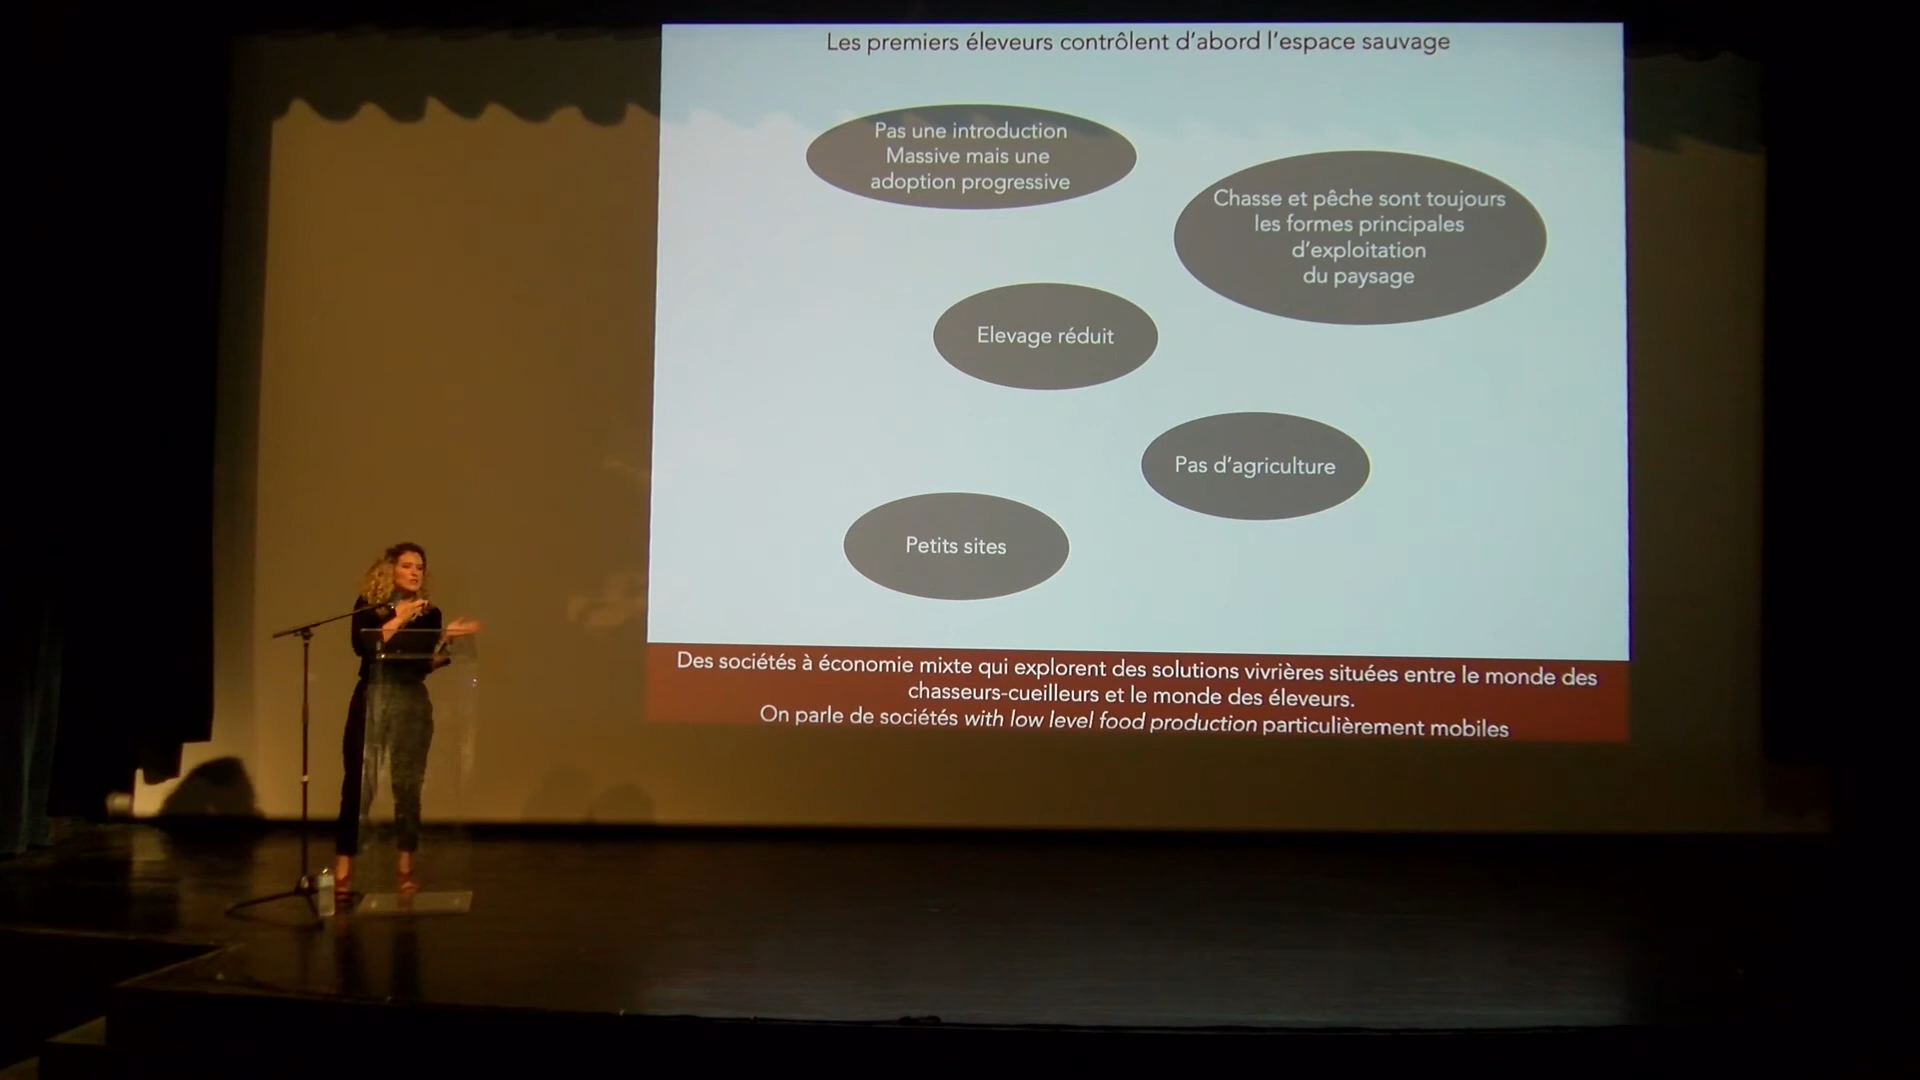 Les premiers éleveurs contrôlent d'abord l'espace sauvage
Pas une introduction
Massive mais une
adoption progressive
Chasse et pêche sont toujours
les formes principales
d'exploitation
du paysage
Elevage réduit
Pas d'agriculture
Petits sites
Des sociétés à économie mixte qui explorent des solutions vivrières situées entre le monde des
chasseurs-cueilleurs et le monde des éleveurs.
On parle de sociétés with low level food production particulièrement mobiles